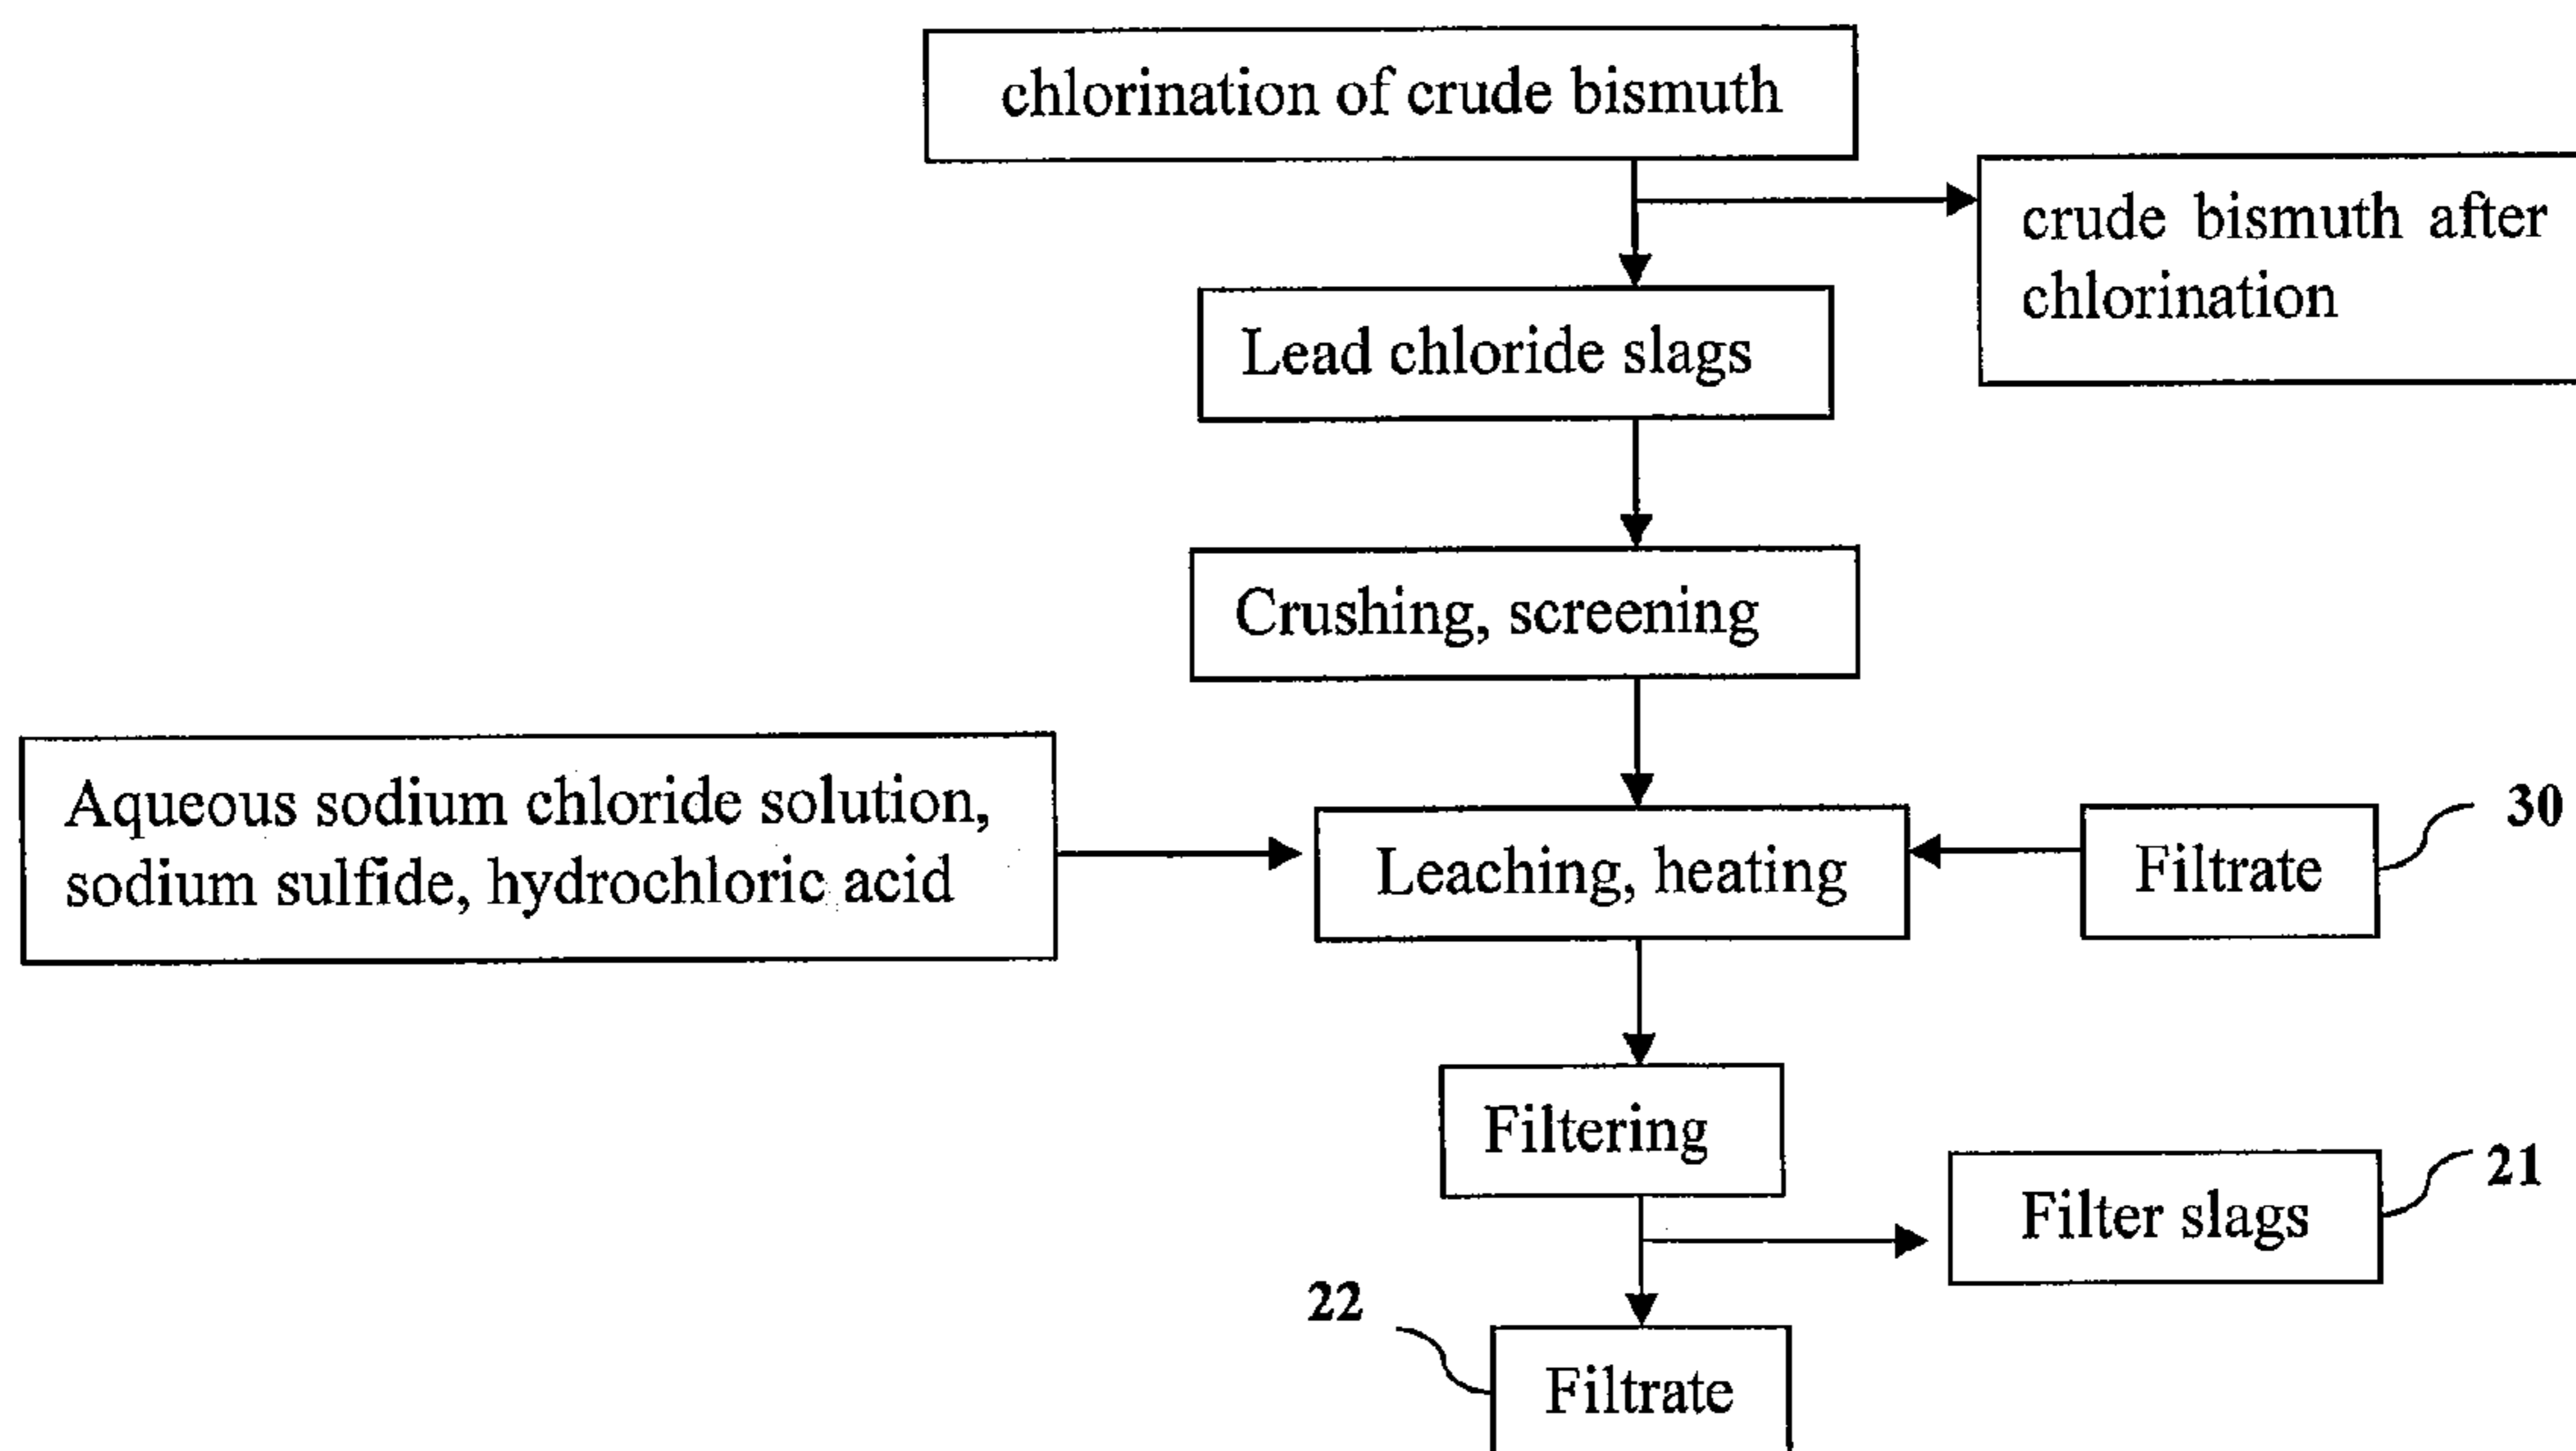 chlorination of crude bismuth
crude bismuth after
chlorination
Lead chloride slags
Crushing, screening
Aqueous sodium chloride solution,
sodium sulfide, hydrochloric acid
Leaching, heating
Filtrate
30
Filtering
Filter slags
21
22
Filtrate